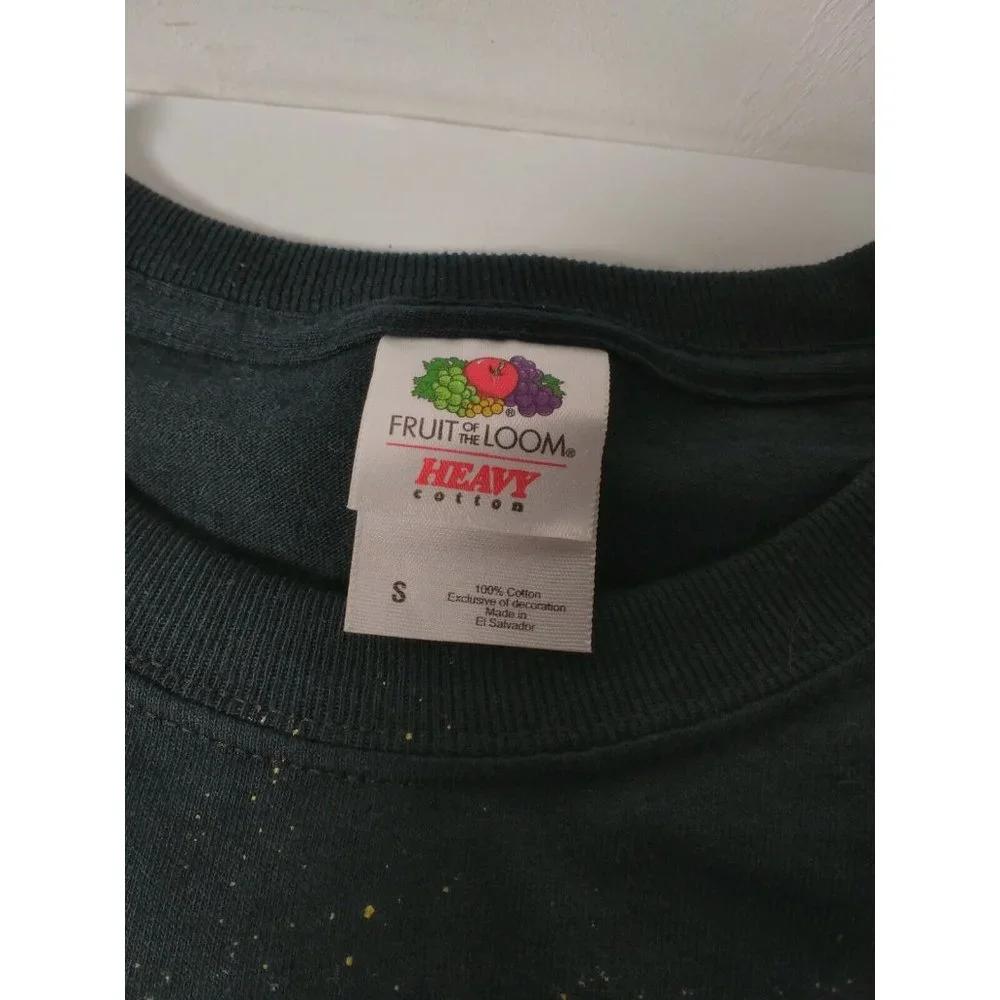 ®
FRUIT OF THE LOOM®
HEAVY
cotton
S
100% Cotton
Exclusive of decoration
Made in
El Salvador